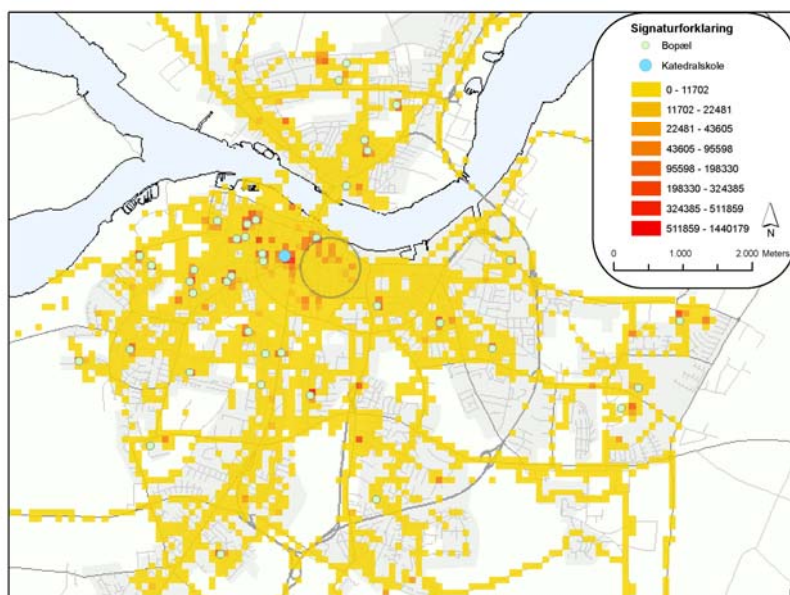 Signaturforklaring
Bopæl
Katedralskole
0 - 11702
11702 - 22481
22481 - 43605
43605 - 95598
95598 - 198330
198330 - 324385
324385 - 511859
511859 - 1440179
N
0 1.000 2.000 Meters